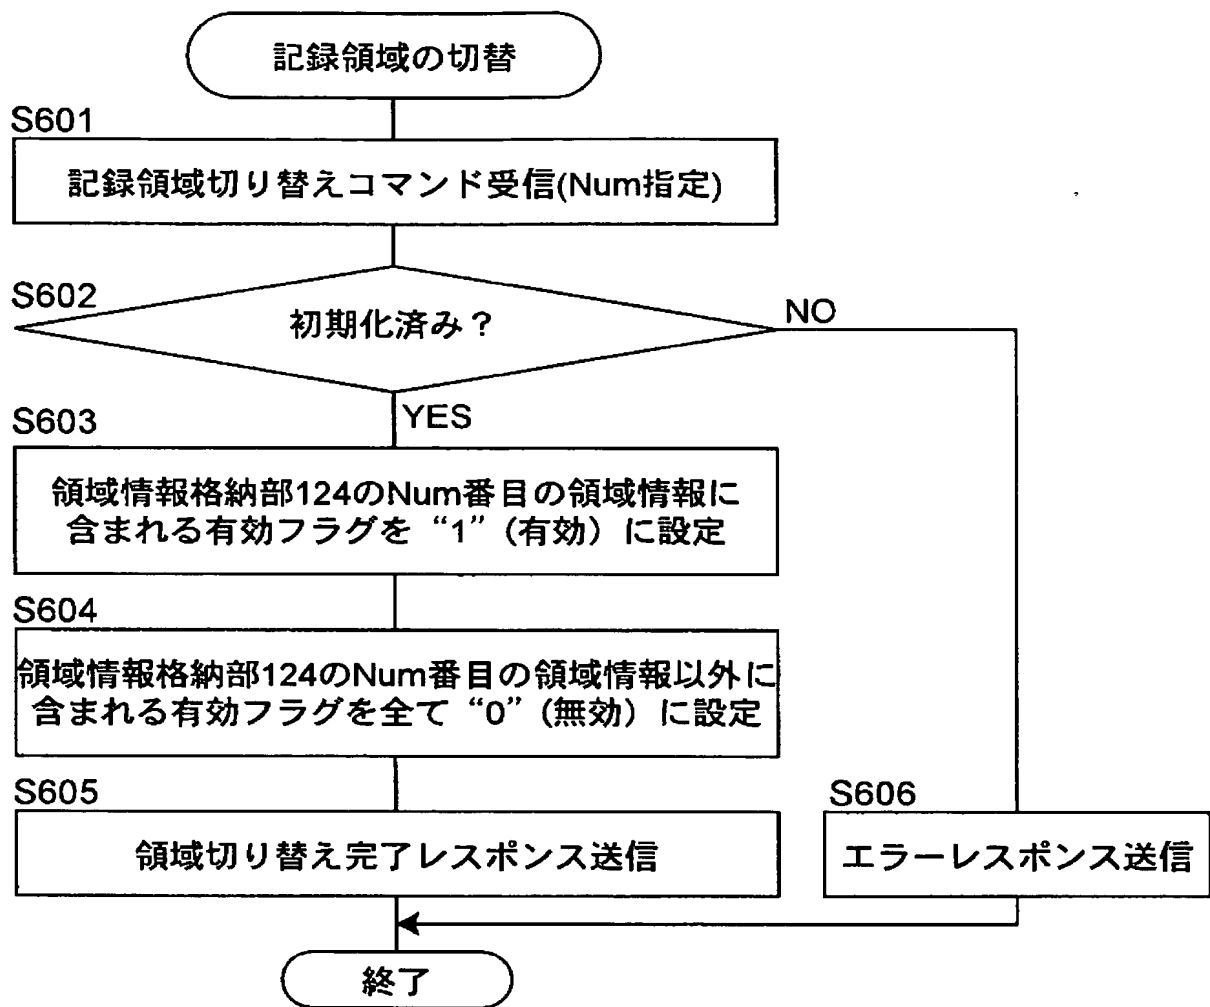 記録領域の切替
S601
記録領域切り替えコマンド受信(Num指定)
S602
初期化済み？
NO
YES
S603
領域情報格納部124のNum番目の領域情報に
含まれる有効フラグを“1”(有効）に設定
S604
領域情報格納部124のNum番目の領域情報以外に
含まれる有効フラグを全て“0”(無効）に設定
S605
領域切り替え完了レスポンス送信
S606
エラーレスポンス送信
終了